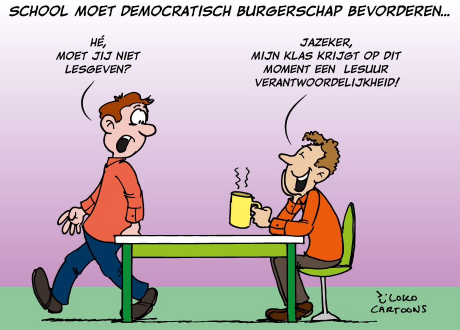 SCHOOL MOET DEMOCRATISCH BURGERSCHAP BEVORDEREN...
HÉ,
MOET JIJ NIET
LESGEVEN?
JAZEKER,
MIJN KLAS KRIJGT OP DIT
MOMENT EEN LESUUR
VERANTWOORDELIJKHEID!
LOKO
CARTOONS